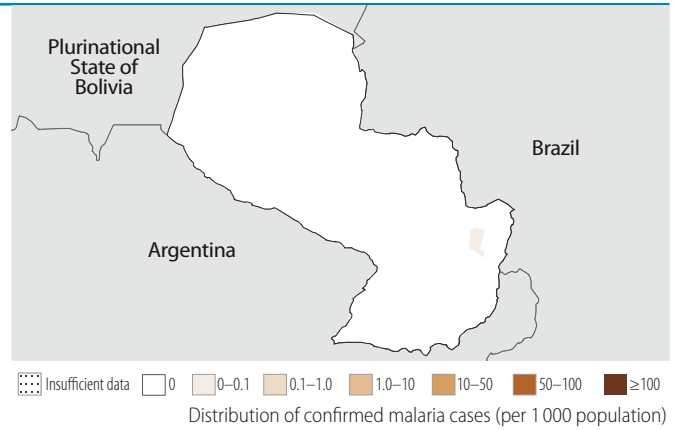 Plurinational
State of
Bolivia
Brazil
Argentina
Insufficient data 0 0–0.1 0.1–1.0 1.0–10 10–50 50–100 ≥100
Distribution of confirmed malaria cases (per 1 000 population)